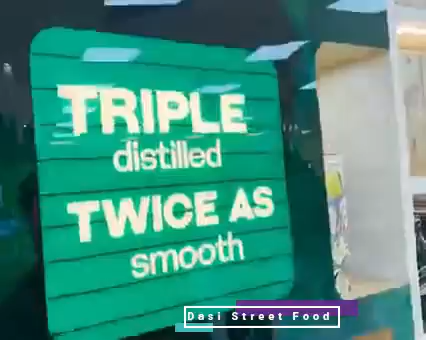 TRIPLE
distilled
TWICE AS
smooth
Dasi Street Food